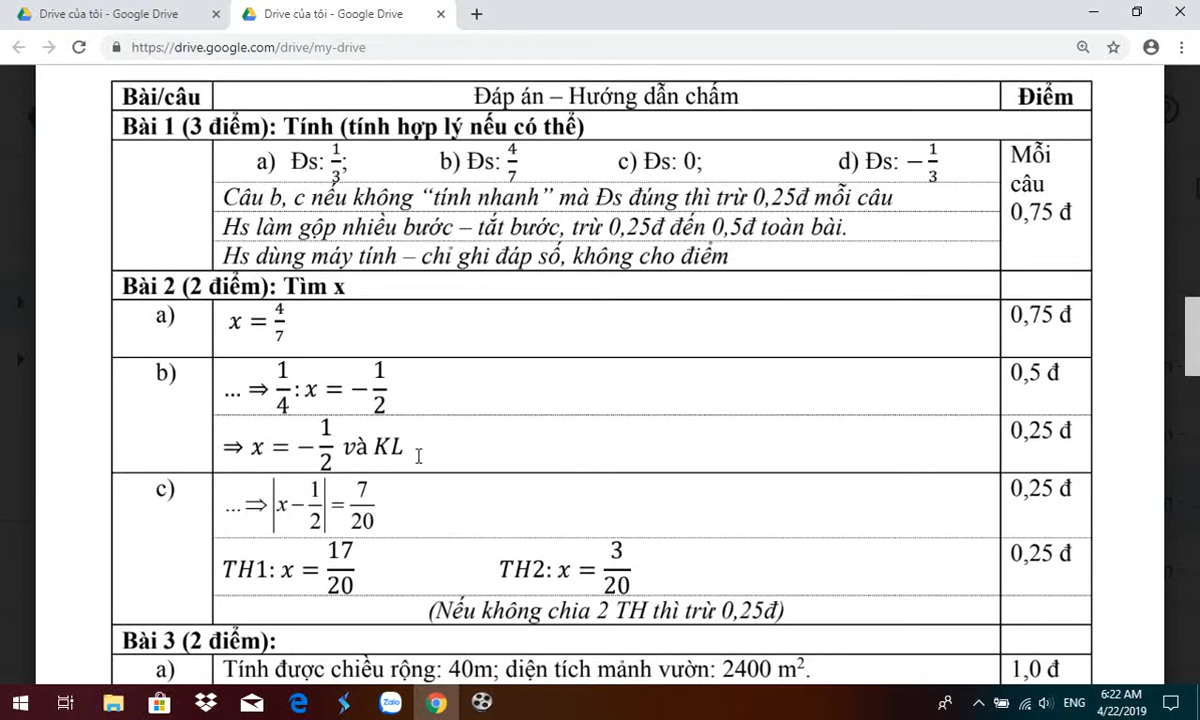 Drive của tôi - Google Drive
Drive của tôi - Google Drive
https://drive.google.com/drive/my-drive
Bài/câu Đáp án – Hướng dẫn chấm Điểm
Bài 1 (3 điểm): Tính (tính hợp lý nếu có thể)
a) Đs: 1/3; b) Đs: 4/7 c) Đs: 0; d) Đs: −1/3 Mỗi câu 0,75 đ
Câu b, c nếu không “tính nhanh” mà Đs đúng thì trừ 0,25đ mỗi câu
Hs làm gộp nhiều bước – tắt bước, trừ 0,25đ đến 0,5đ toàn bài.
Hs dùng máy tính – chỉ ghi đáp số, không cho điểm
Bài 2 (2 điểm): Tìm x
a) x = 4/7 0,75 đ
b) ... ⇒ 1/4 : x = −1/2 0,5 đ
⇒ x = −1/2 và KL 0,25 đ
c) ... ⇒ |x − 1/2| = 7/20 0,25 đ
TH1: x = 17/20 TH2: x = 3/20 0,25 đ
(Nếu không chia 2 TH thì trừ 0,25đ)
Bài 3 (2 điểm):
a) Tính được chiều rộng: 40m; diện tích mảnh vườn: 2400 m². 1,0 đ
Zalo
ENG
6:22 AM
4/22/2019